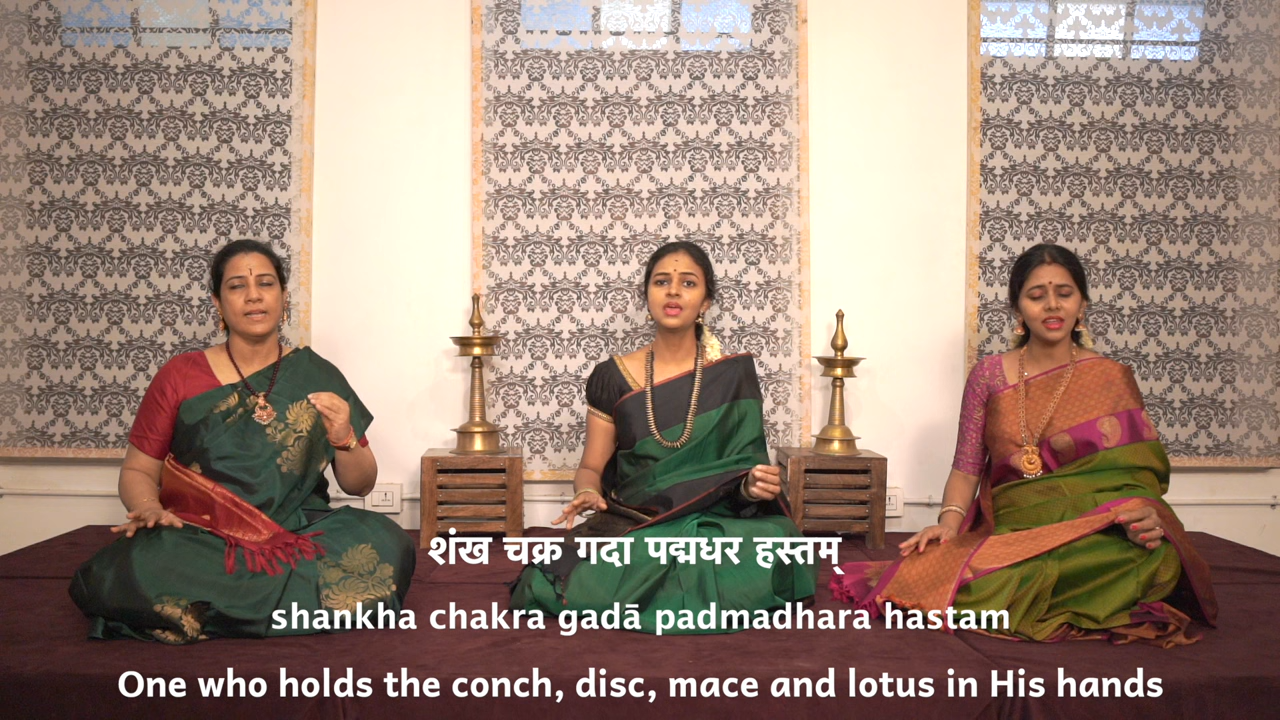 शंख चक्र गदा पद्मधर हस्तम्
shankha chakra gadā padmadhara hastam
One who holds the conch, disc, mace and lotus in His hands